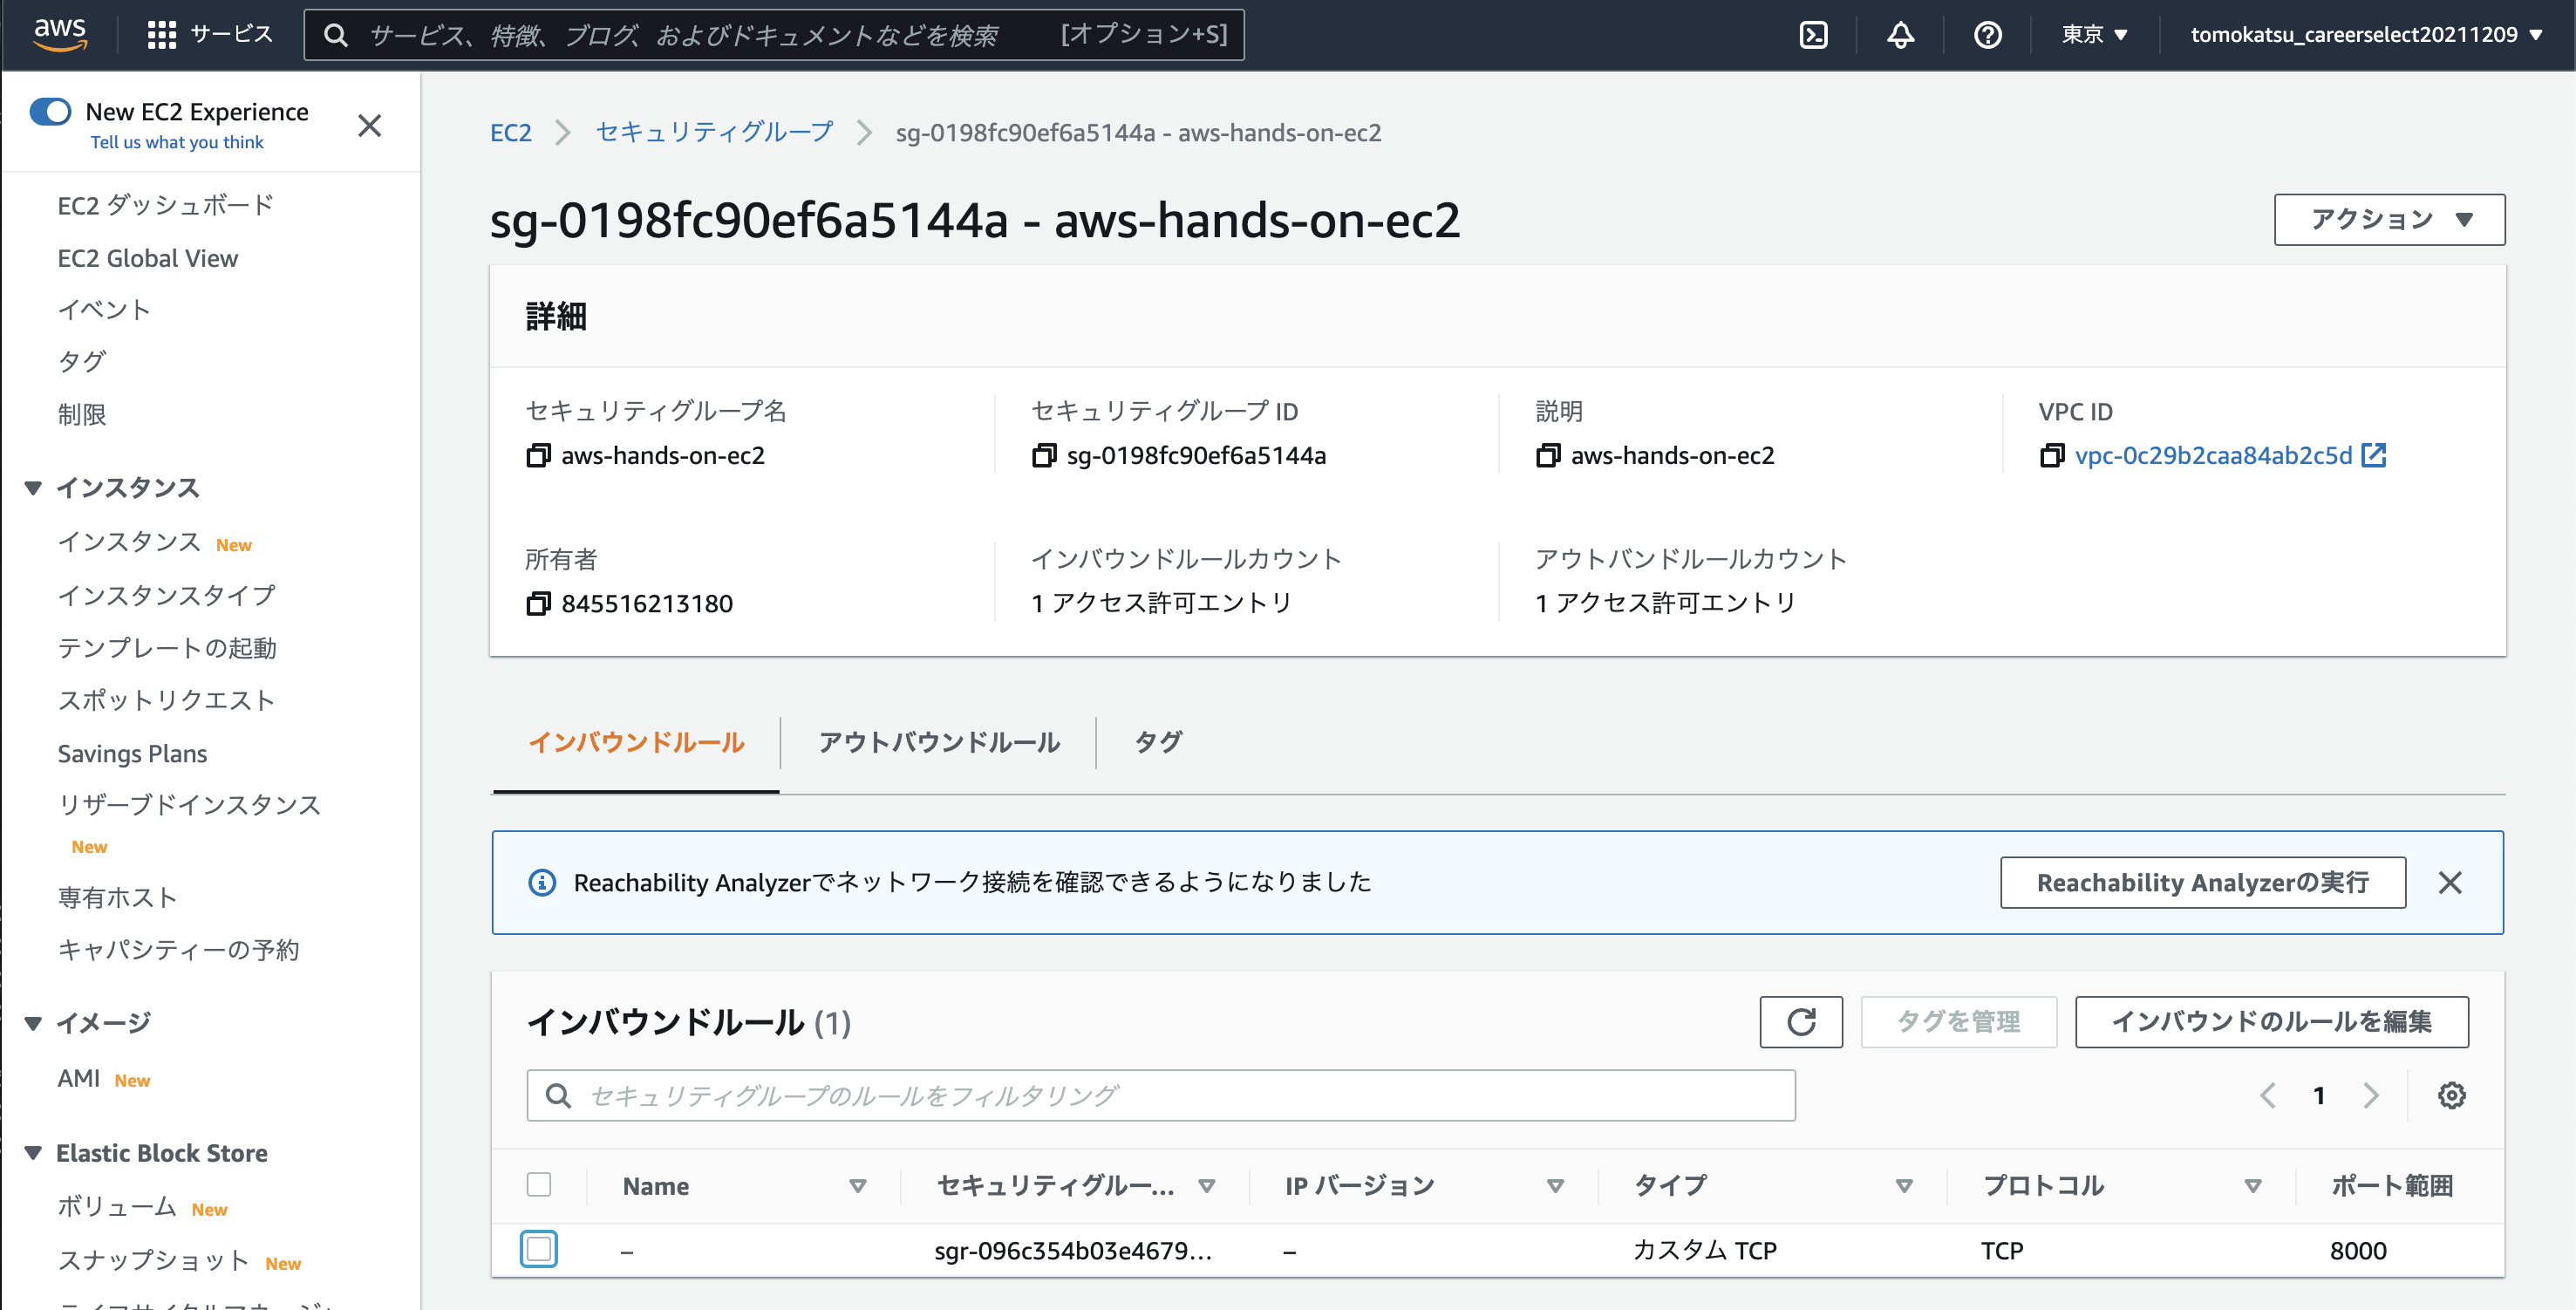 aws
サービス
サービス、特徴、ブログ、およびドキュメントなどを検索
[オプション+S]
東京
tomokatsu_careerselect20211209
New EC2 Experience
Tell us what you think
EC2 ダッシュボード
EC2 Global View
イベント
タグ
制限
インスタンス
インスタンス New
インスタンスタイプ
テンプレートの起動
スポットリクエスト
Savings Plans
リザーブドインスタンス
New
専有ホスト
キャパシティーの予約
イメージ
AMI New
Elastic Block Store
ボリューム New
スナップショット New
EC2 > セキュリティグループ > sg-0198fc90ef6a5144a - aws-hands-on-ec2
sg-0198fc90ef6a5144a - aws-hands-on-ec2
アクション
詳細
セキュリティグループ名
aws-hands-on-ec2
セキュリティグループ ID
sg-0198fc90ef6a5144a
説明
aws-hands-on-ec2
VPC ID
vpc-0c29b2caa84ab2c5d
所有者
845516213180
インバウンドルールカウント
1 アクセス許可エントリ
アウトバンドルールカウント
1 アクセス許可エントリ
インバウンドルール
アウトバウンドルール
タグ
Reachability Analyzerでネットワーク接続を確認できるようになりました
Reachability Analyzerの実行
インバウンドルール (1)
タグを管理
インバウンドのルールを編集
セキュリティグループのルールをフィルタリング
1
Name
セキュリティグルー...
IP バージョン
タイプ
プロトコル
ポート範囲
–
sgr-096c354b03e4679...
–
カスタム TCP
TCP
8000